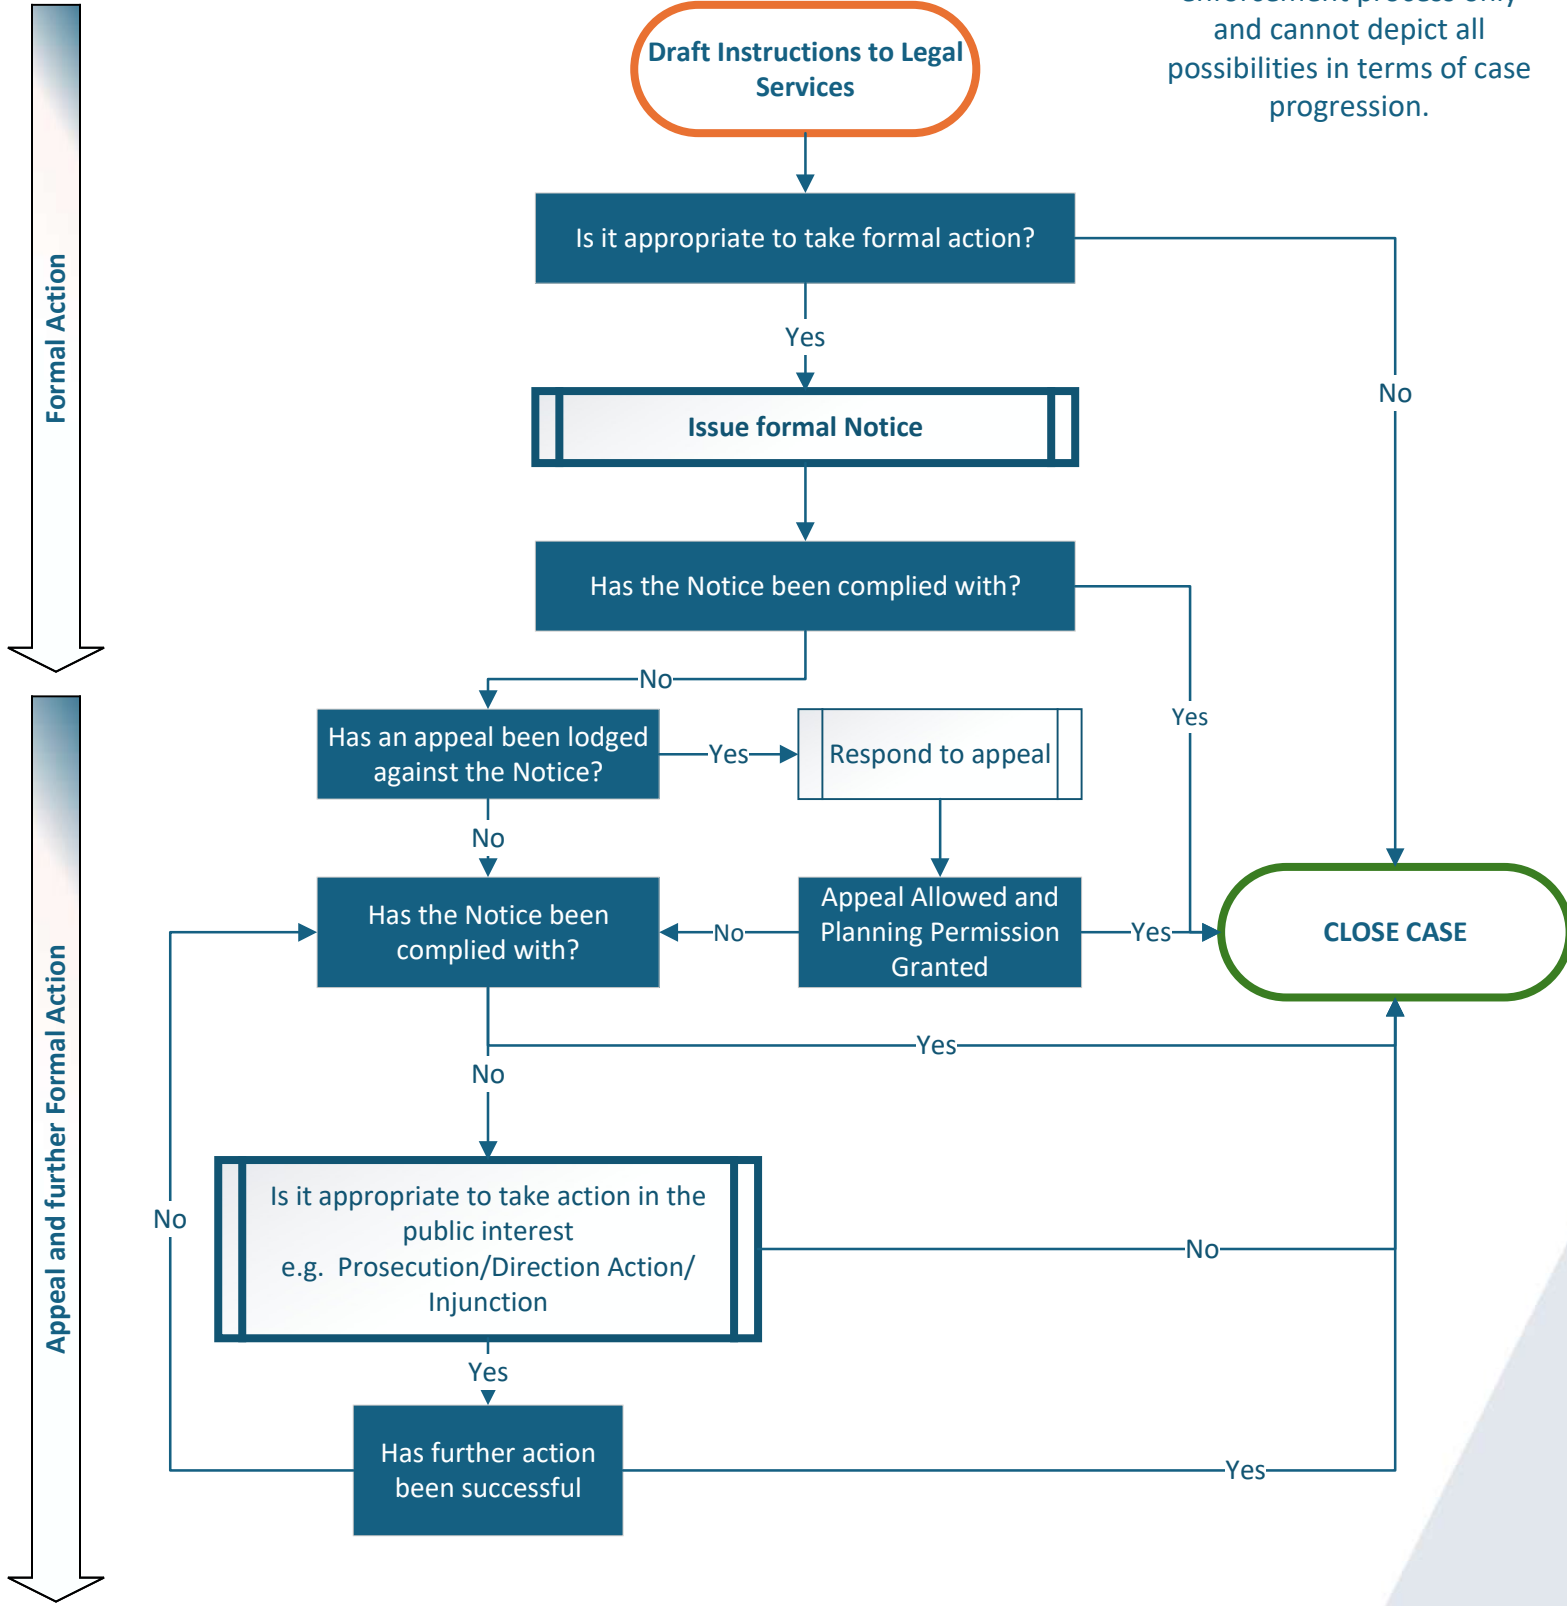 enforcement process only
and cannot depict all
possibilities in terms of case
progression.
Draft Instructions to Legal
Services
Is it appropriate to take formal action?
Yes
No
Formal Action
Issue formal Notice
Has the Notice been complied with?
No
Yes
Has an appeal been lodged
against the Notice?
Yes
Respond to appeal
No
Has the Notice been
complied with?
No
Appeal Allowed and
Planning Permission
Granted
Yes
CLOSE CASE
Yes
No
Appeal and further Formal Action
Is it appropriate to take action in the
public interest
e.g. Prosecution/Direction Action/
Injunction
No
No
Yes
Has further action
been successful
Yes